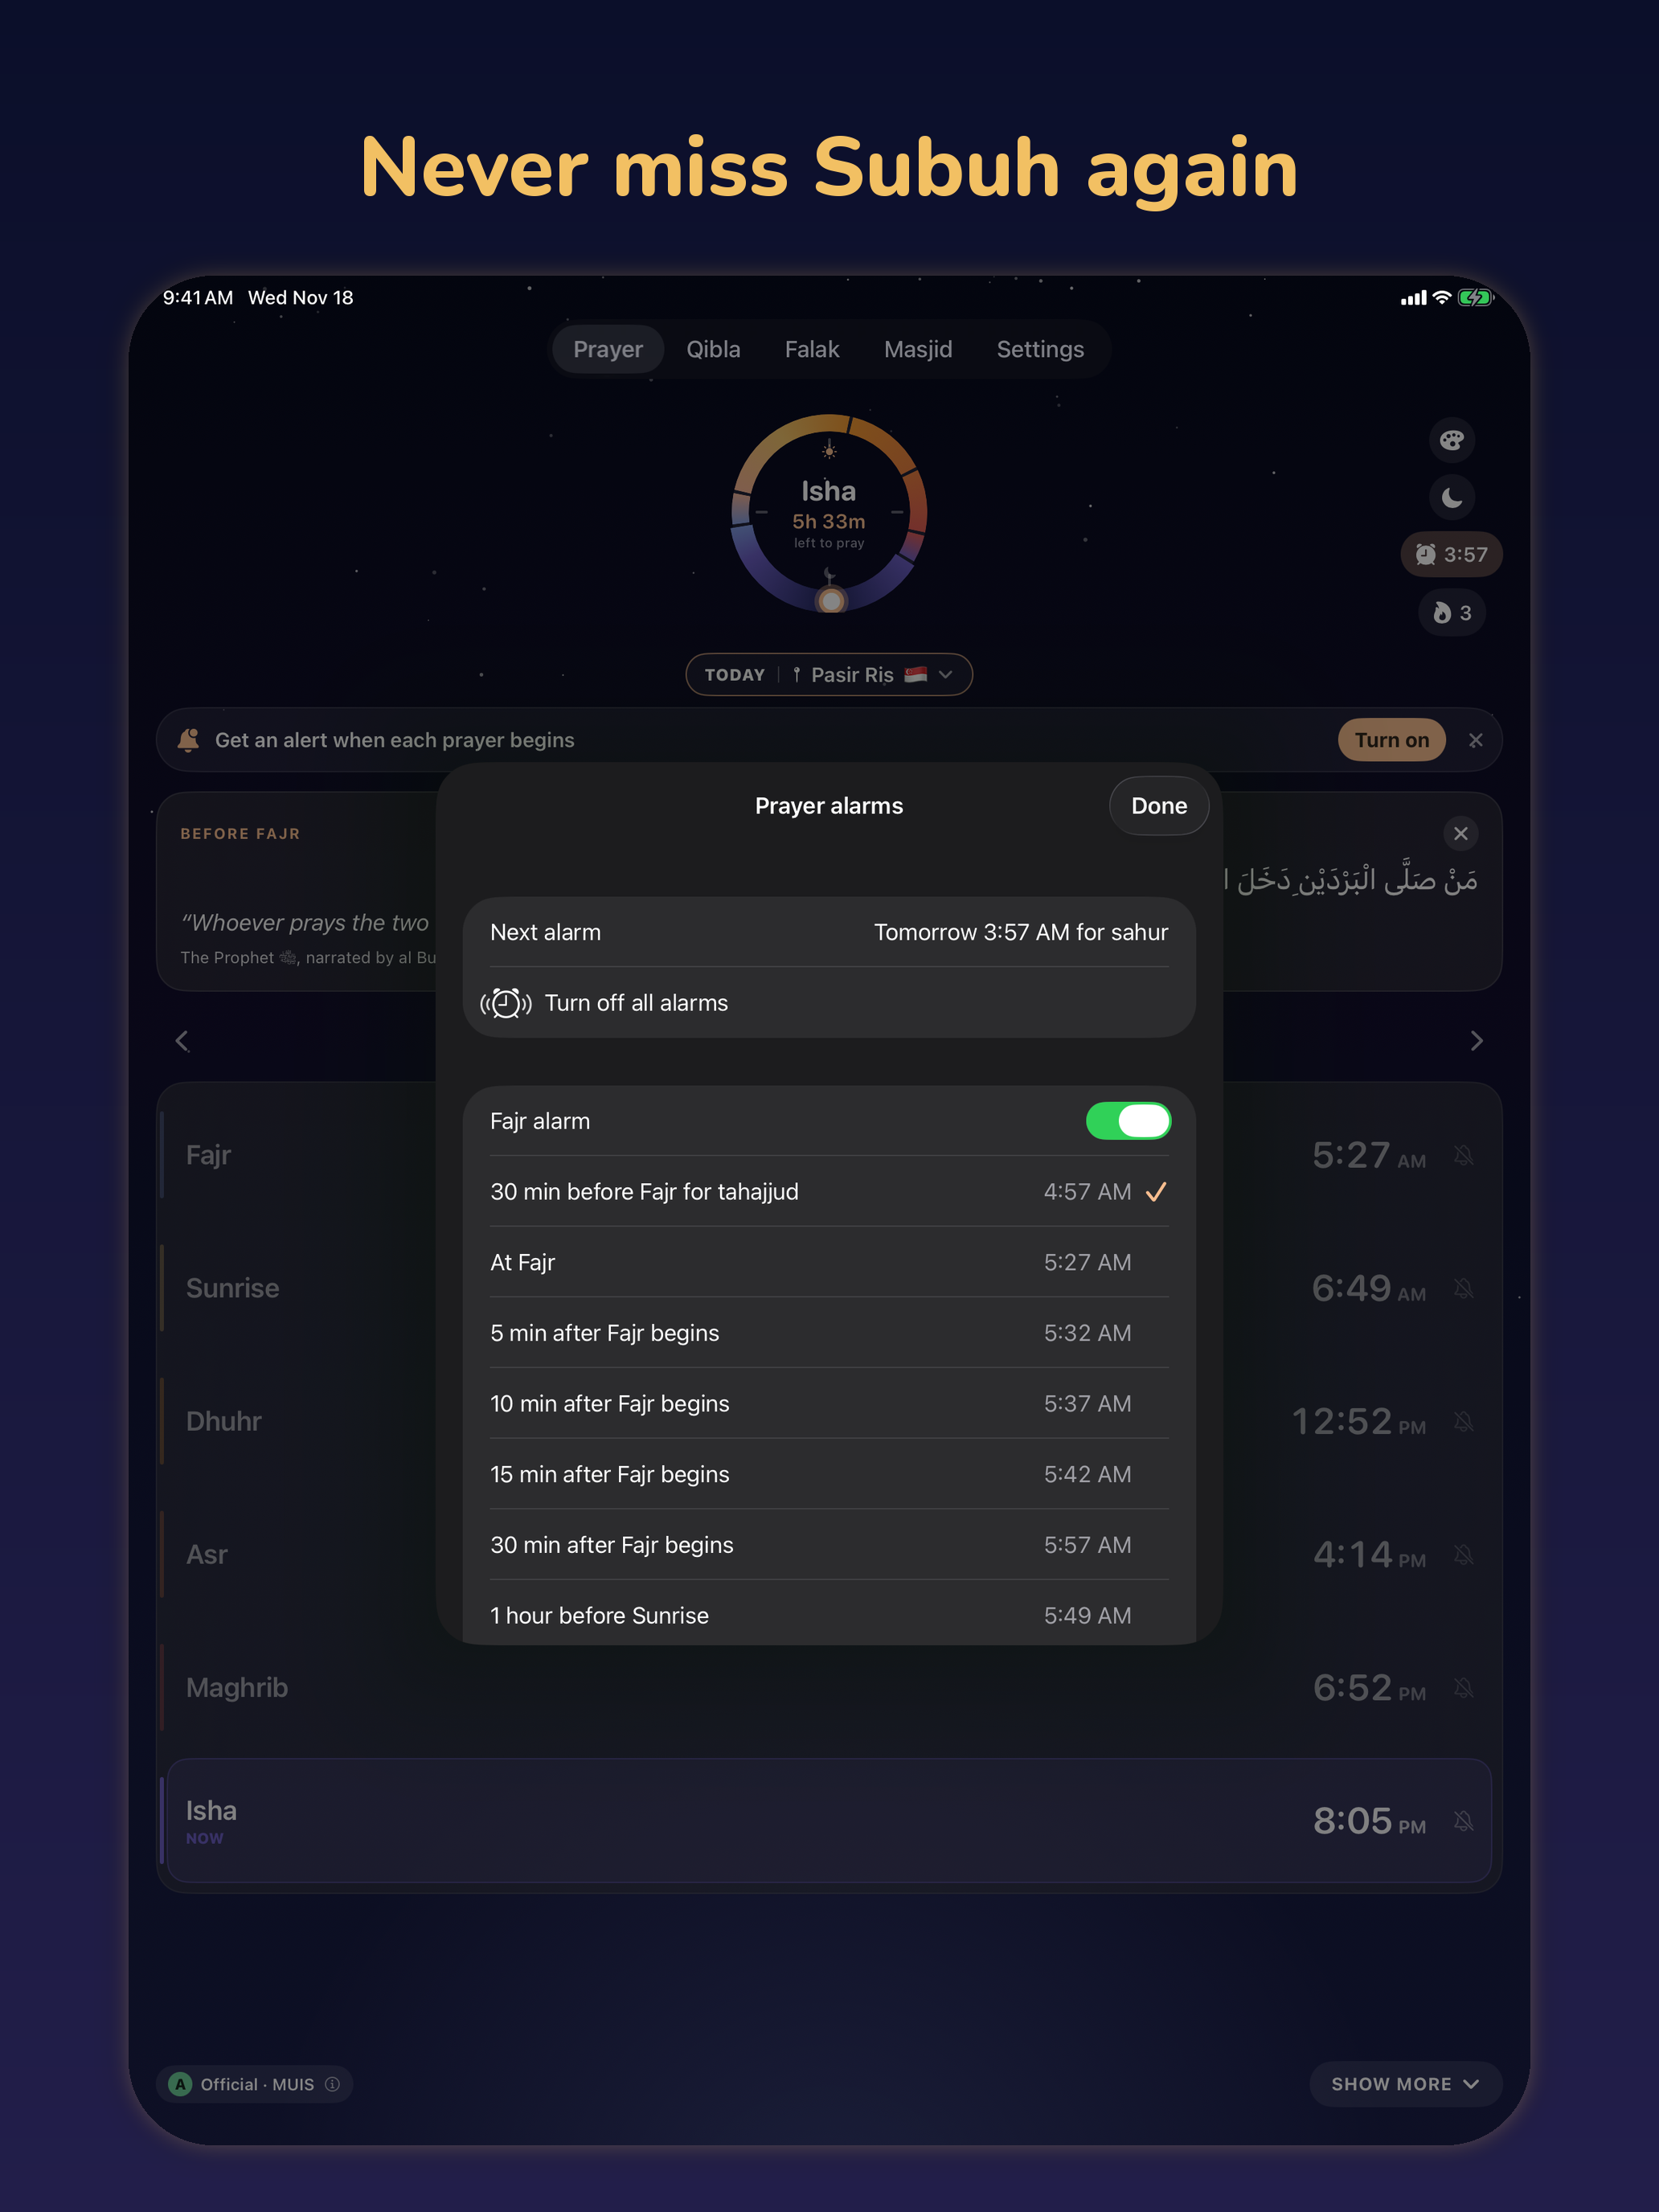 Never miss Subuh again
9:41 AM Wed Nov 18
Prayer Qibla Falak Masjid Settings
Isha
5h 33m
left to pray
3:57
3
TODAY Pasir Ris
Get an alert when each prayer begins Turn on
Prayer alarms Done
BEFORE FAJR
مَنْ صَلَّى الْبَرْدَيْنِ دَخَلَ ا
“Whoever prays the two
The Prophet ﷺ, narrated by al Bu
Next alarm Tomorrow 3:57 AM for sahur
Turn off all alarms
Fajr alarm
30 min before Fajr for tahajjud 4:57 AM
At Fajr 5:27 AM
5 min after Fajr begins 5:32 AM
10 min after Fajr begins 5:37 AM
15 min after Fajr begins 5:42 AM
30 min after Fajr begins 5:57 AM
1 hour before Sunrise 5:49 AM
Fajr 5:27 AM
Sunrise 6:49 AM
Dhuhr 12:52 PM
Asr 4:14 PM
Maghrib 6:52 PM
Isha 8:05 PM
NOW
A Official · MUIS
SHOW MORE